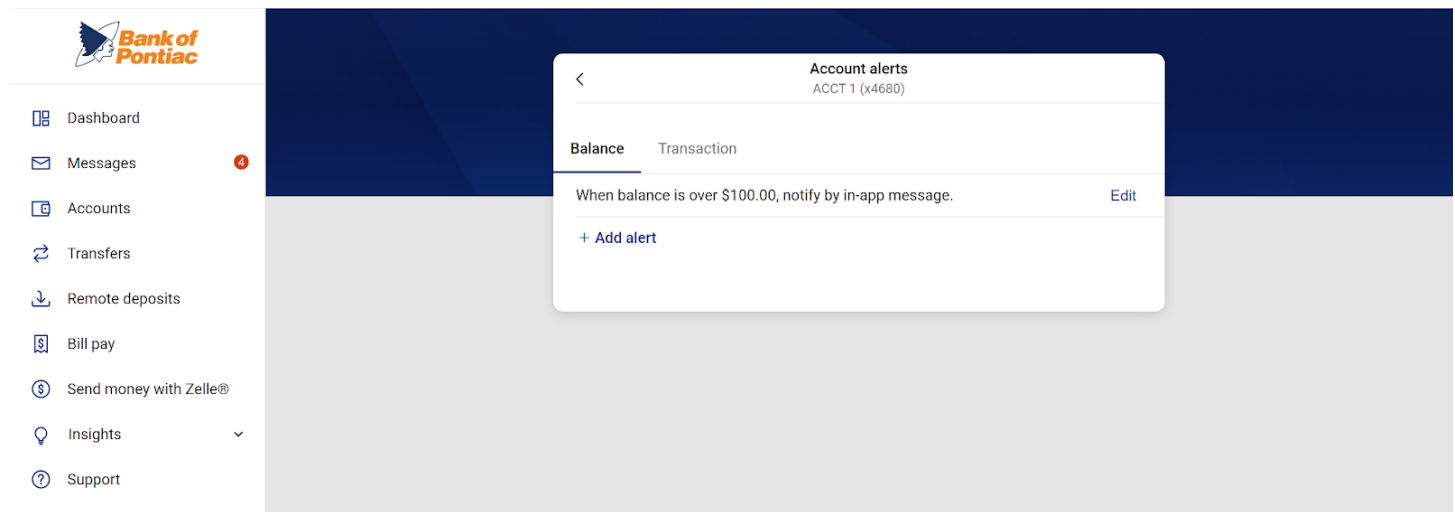 Bank of
Pontiac
Dashboard
Messages 4
Accounts
Transfers
Remote deposits
Bill pay
Send money with Zelle®
Insights
Support
Account alerts
ACCT 1 (x4680)
Balance Transaction
When balance is over $100.00, notify by in-app message. Edit
+ Add alert